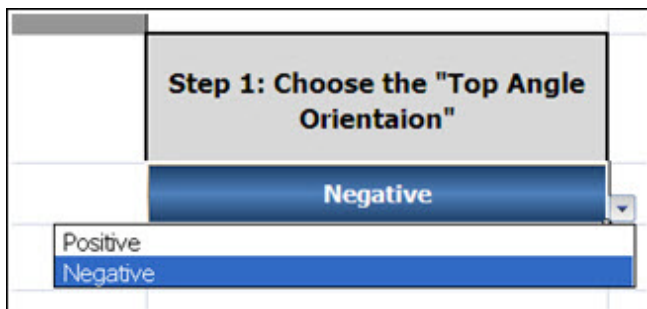 Step 1: Choose the "Top Angle
Orientaion"
Negative
Positive
Negative